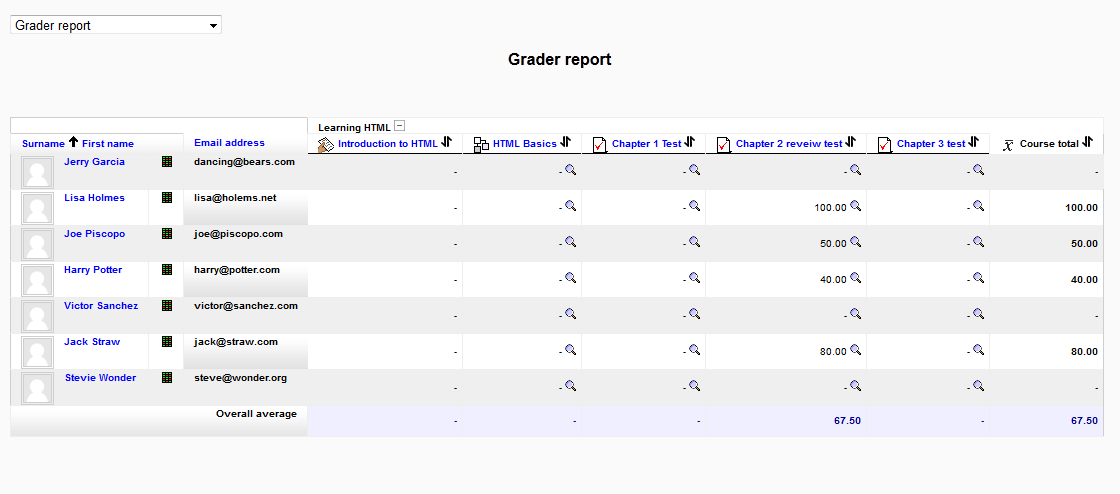 Grader report
Grader report
Learning HTML
Surname First name Email address Introduction to HTML HTML Basics Chapter 1 Test Chapter 2 reveiw test Chapter 3 test x̄ Course total
Jerry Garcia dancing@bears.com - - - - - -
Lisa Holmes lisa@holems.net - - - 100.00 - 100.00
Joe Piscopo joe@piscopo.com - - - 50.00 - 50.00
Harry Potter harry@potter.com - - - 40.00 - 40.00
Victor Sanchez victor@sanchez.com - - - - - -
Jack Straw jack@straw.com - - - 80.00 - 80.00
Stevie Wonder steve@wonder.org - - - - - -
Overall average - - - 67.50 - 67.50